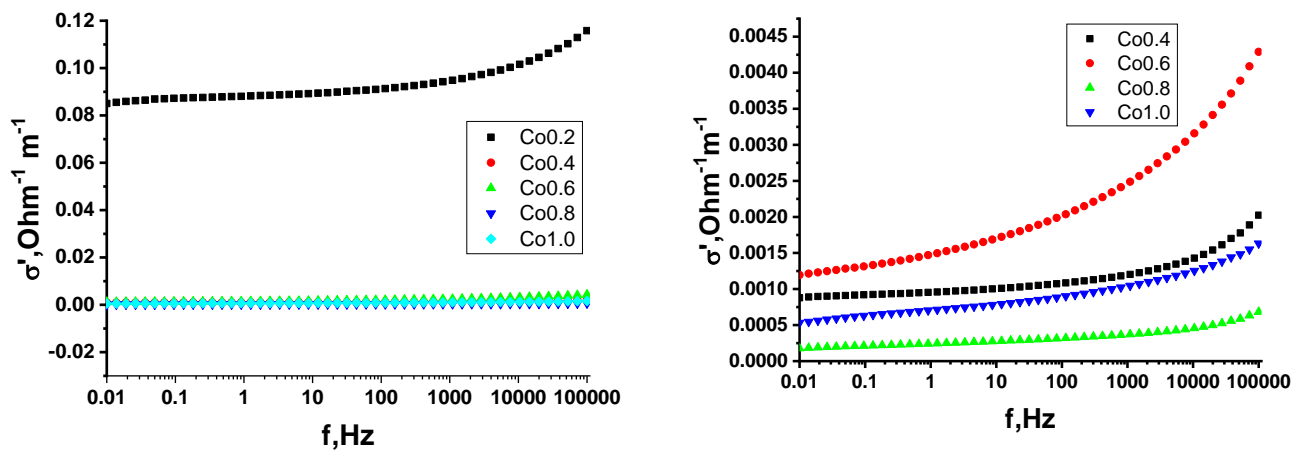 0.12
0.10
0.08
0.06
0.04
0.02
0.00
-0.02
σ',Ohm⁻¹ m⁻¹
Co0.2
Co0.4
Co0.6
Co0.8
Co1.0
0.01 0.1 1 10 100 1000 10000 100000
f,Hz
0.0045
0.0040
0.0035
0.0030
0.0025
0.0020
0.0015
0.0010
0.0005
0.0000
σ',Ohm⁻¹m⁻¹
Co0.4
Co0.6
Co0.8
Co1.0
0.01 0.1 1 10 100 1000 10000 100000
f,Hz